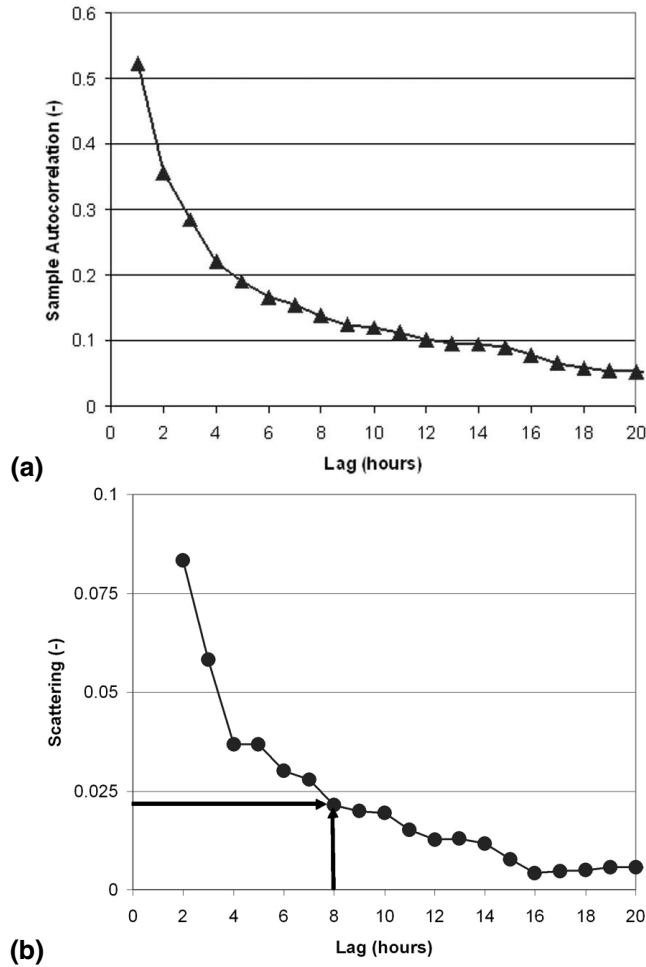 0.6
0.5
0.4
0.3
0.2
0.1
0
Sample Autocorrelation (-)
0 2 4 6 8 10 12 14 16 18 20
Lag (hours)
(a)
0.1
0.075
0.05
0.025
0
Scattering (-)
0 2 4 6 8 10 12 14 16 18 20
Lag (hours)
(b)